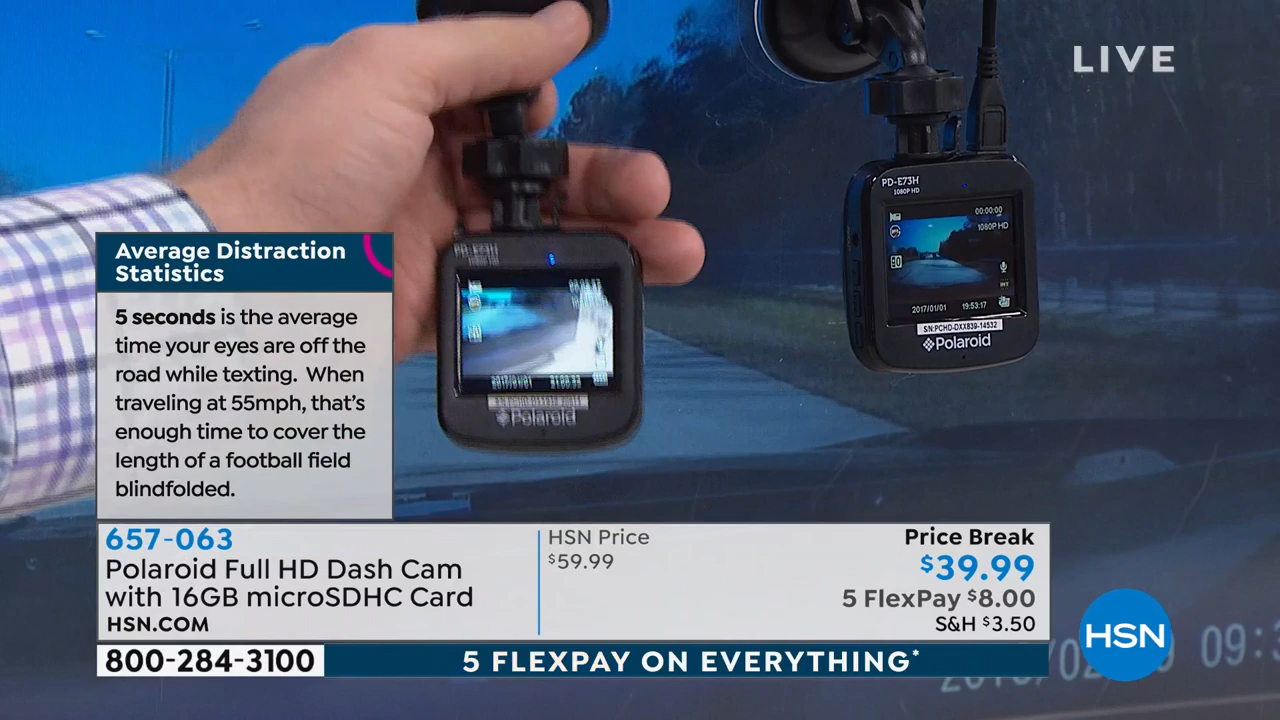 LIVE
PD-E73H
1080P HD
00:00:00
1080P HD
2017/01/01 19:53:17
SN:PCHD-DXX839-14532
Polaroid
PD-E73H
Polaroid
Average Distraction
Statistics
5 seconds is the average
time your eyes are off the
road while texting. When
traveling at 55mph, that's
enough time to cover the
length of a football field
blindfolded.
657-063
Polaroid Full HD Dash Cam
with 16GB microSDHC Card
HSN.COM
HSN Price
$59.99
Price Break
$39.99
5 FlexPay $8.00
S&H $3.50
HSN
800-284-3100
5 FLEXPAY ON EVERYTHING*